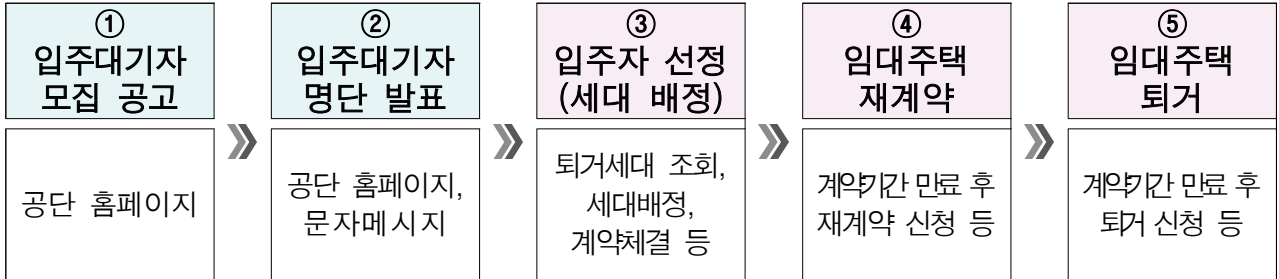 ①
입주대기자
모집 공고
공단 홈페이지
②
입주대기자
명단 발표
공단 홈페이지,
문자메시지
③
입주자 선정
(세대 배정)
퇴거세대 조회,
세대배정,
계약체결 등
④
임대주택
재계약
계약기간 만료 후
재계약 신청 등
⑤
임대주택
퇴거
계약기간 만료 후
퇴거 신청 등